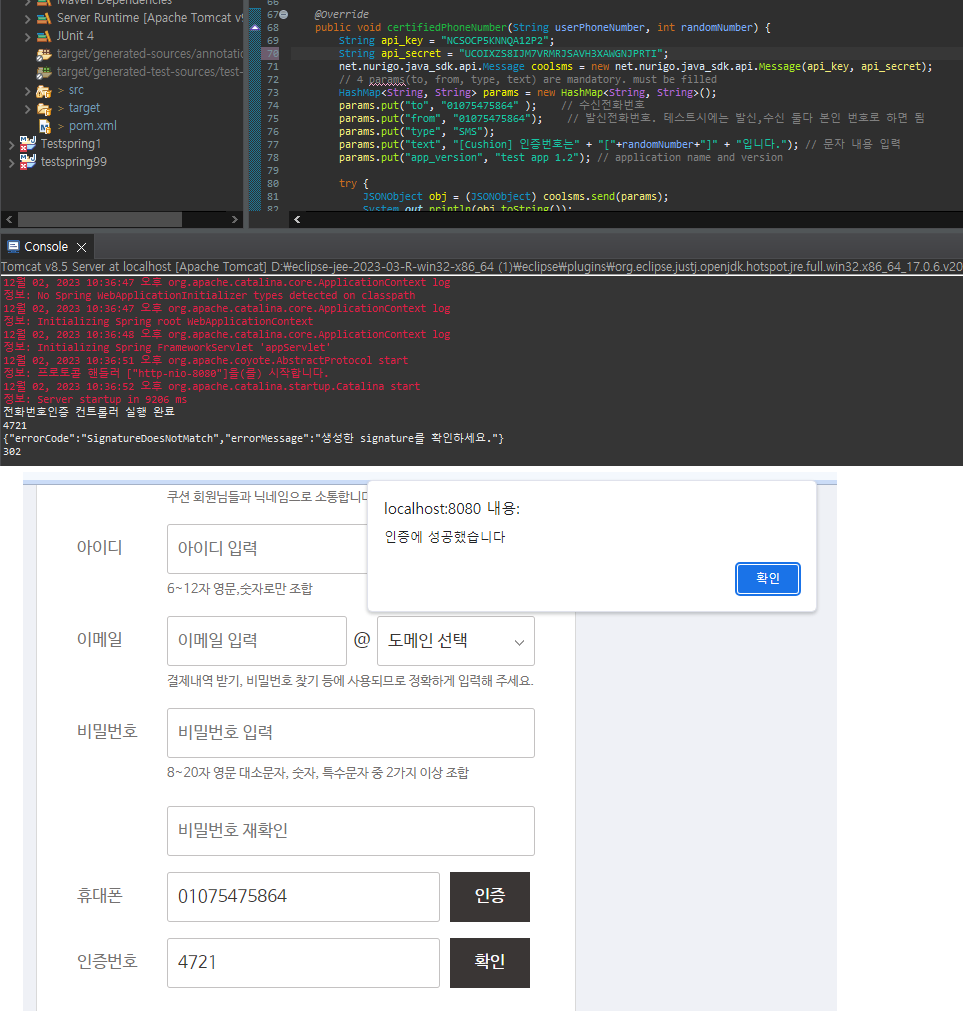 Maven Dependencies
Server Runtime [Apache Tomcat v
JUnit 4
target/generated-sources/annotatio
target/generated-test-sources/test-
> src
> target
> pom.xml
Testspring1
testspring99
66
67 @Override
68 public void certifiedPhoneNumber(String userPhoneNumber, int randomNumber) {
69 String api_key = "NCSOCP5KNNQA12P2";
70 String api_secret = "UCOIXZS8IJM7VRMRJSAVH3XAWGNJPRTI";
71 net.nurigo.java_sdk.api.Message coolsms = new net.nurigo.java_sdk.api.Message(api_key, api_secret);
72 // 4 params(to, from, type, text) are mandatory. must be filled
73 HashMap<String, String> params = new HashMap<String, String>();
74 params.put("to", "01075475864" ); // 수신전화번호
75 params.put("from", "01075475864"); // 발신전화번호. 테스트시에는 발신,수신 둘다 본인 번호로 하면 됨
76 params.put("type", "SMS");
77 params.put("text", "[Cushion] 인증번호는" + "["+randomNumber+"]" + "입니다."); // 문자 내용 입력
78 params.put("app_version", "test app 1.2"); // application name and version
79
80 try {
81 JSONObject obj = (JSONObject) coolsms.send(params);
82 System.out.println(obj.toString());
Console
Tomcat v8.5 Server at localhost [Apache Tomcat] D:₩eclipse-jee-2023-03-R-win32-x86_64 (1)₩eclipse₩plugins₩org.eclipse.justj.openjdk.hotspot.jre.full.win32.x86_64_17.0.6.v20
12월 02, 2023 10:36:47 오후 org.apache.catalina.core.ApplicationContext log
정보: No Spring WebApplicationInitializer types detected on classpath
12월 02, 2023 10:36:47 오후 org.apache.catalina.core.ApplicationContext log
정보: Initializing Spring root WebApplicationContext
12월 02, 2023 10:36:48 오후 org.apache.catalina.core.ApplicationContext log
정보: Initializing Spring FrameworkServlet 'appServlet'
12월 02, 2023 10:36:51 오후 org.apache.coyote.AbstractProtocol start
정보: 프로토콜 핸들러 ["http-nio-8080"]을(를) 시작합니다.
12월 02, 2023 10:36:52 오후 org.apache.catalina.startup.Catalina start
정보: Server startup in 9206 ms
전화번호인증 컨트롤러 실행 완료
4721
{"errorCode":"SignatureDoesNotMatch","errorMessage":"생성한 signature를 확인하세요."}
302
쿠션 회원님들과 닉네임으로 소통합니다
localhost:8080 내용:
인증에 성공했습니다
확인
아이디
아이디 입력
6~12자 영문,숫자로만 조합
이메일
이메일 입력
@
도메인 선택
결제내역 받기, 비밀번호 찾기 등에 사용되므로 정확하게 입력해 주세요.
비밀번호
비밀번호 입력
8~20자 영문 대소문자, 숫자, 특수문자 중 2가지 이상 조합
비밀번호 재확인
휴대폰
01075475864
인증
인증번호
4721
확인